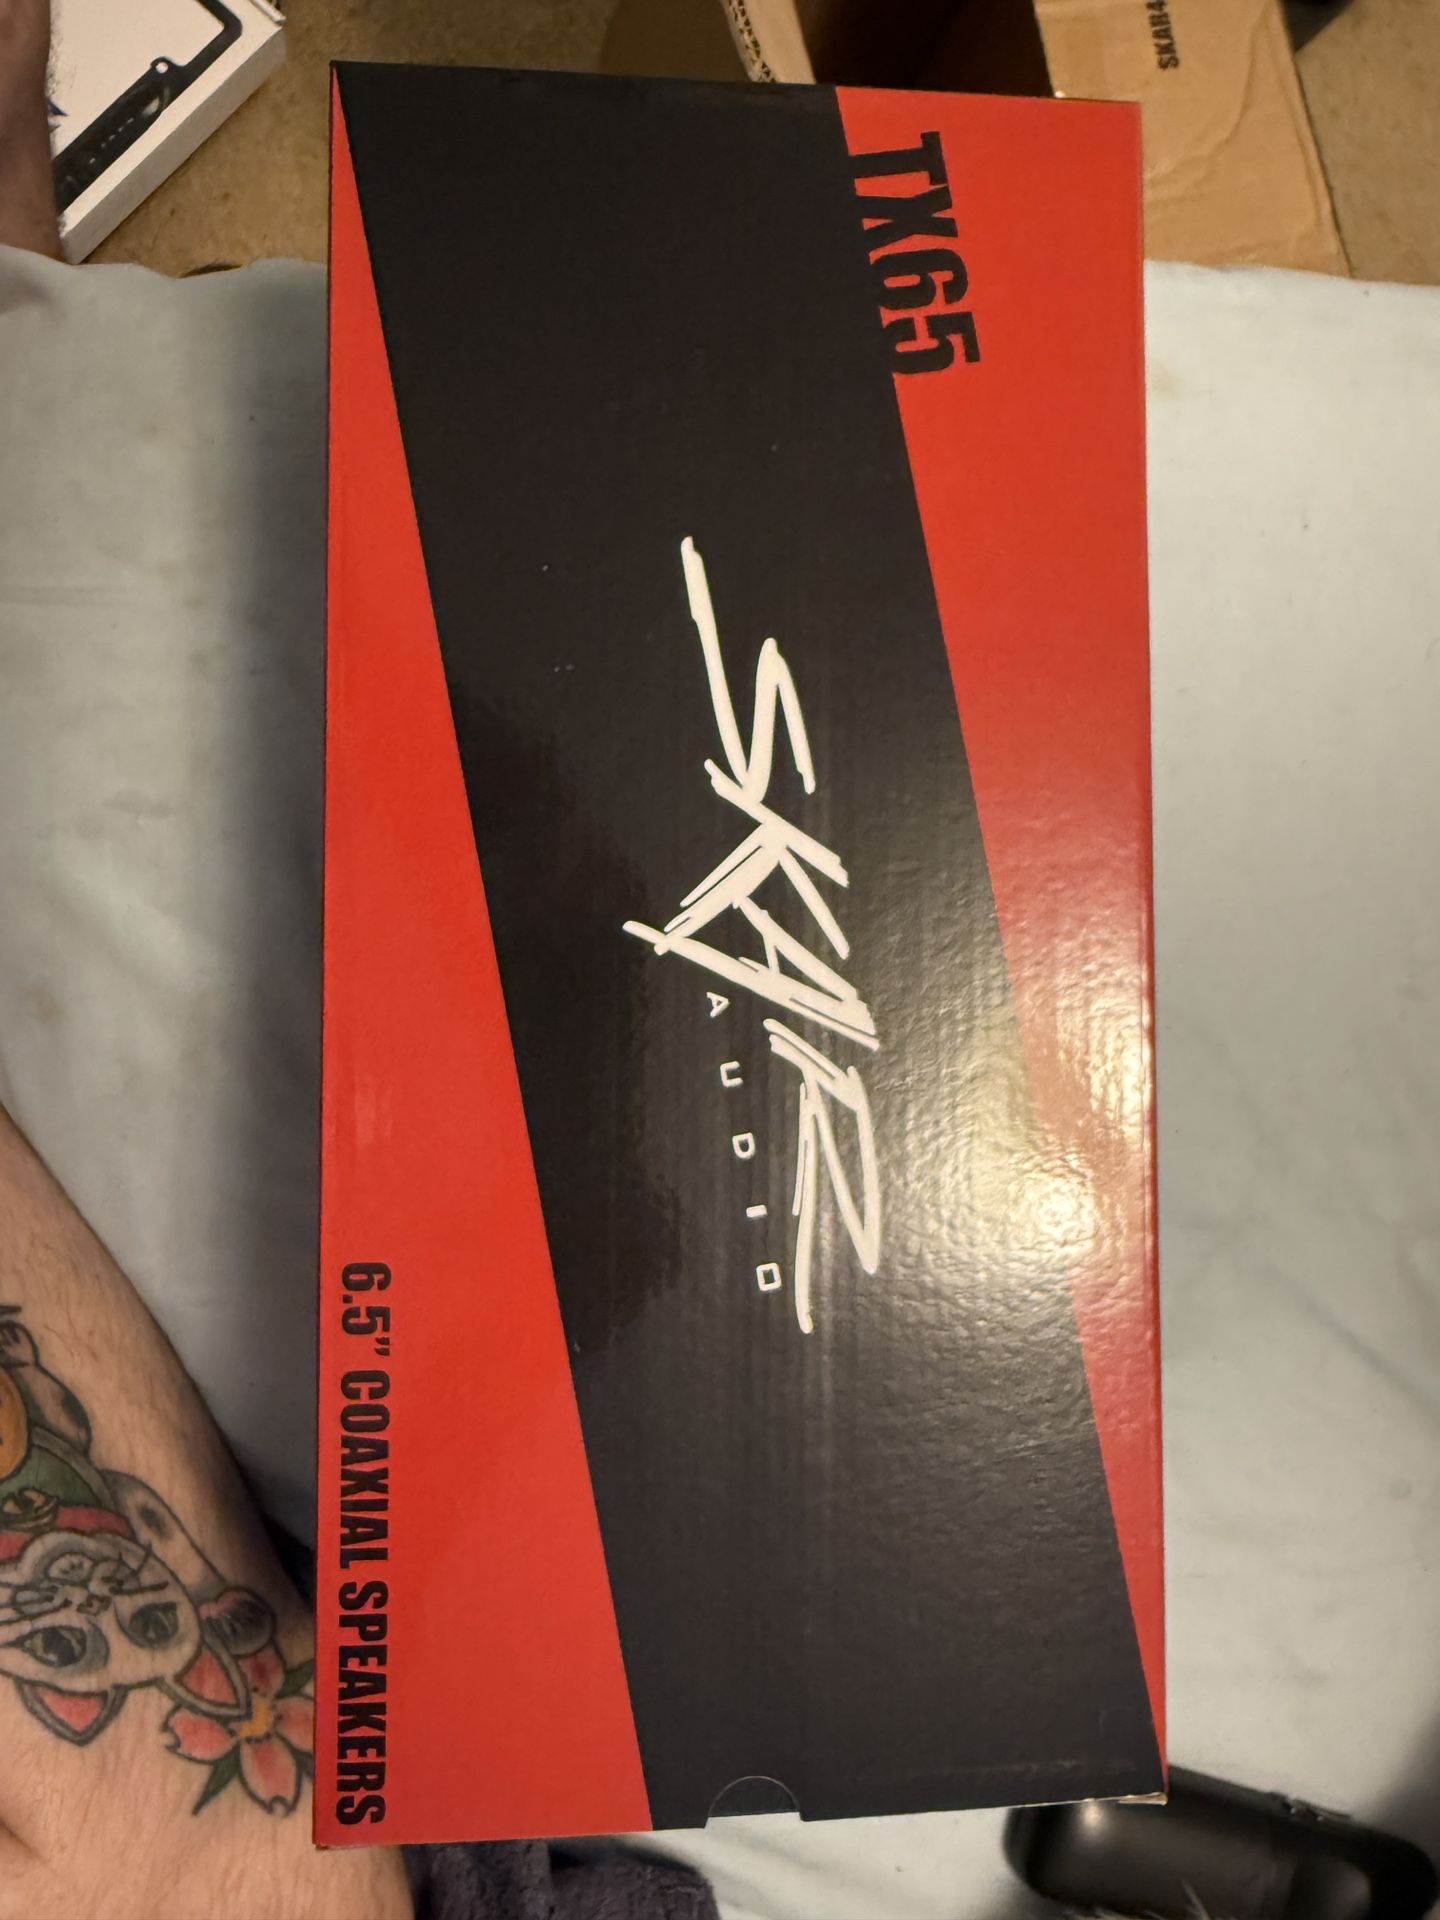 TX65
SKAR
AUDIO
6.5" COAXIAL SPEAKERS